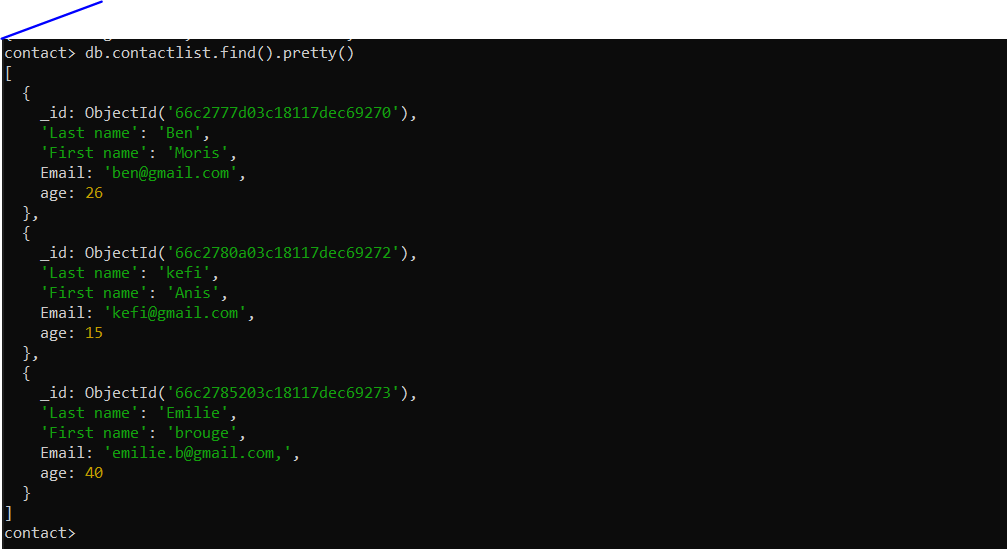 contact> db.contactlist.find().pretty()
[
  {
    _id: ObjectId('66c2777d03c18117dec69270'),
    'Last name': 'Ben',
    'First name': 'Moris',
    Email: 'ben@gmail.com',
    age: 26
  },
  {
    _id: ObjectId('66c2780a03c18117dec69272'),
    'Last name': 'kefi',
    'First name': 'Anis',
    Email: 'kefi@gmail.com',
    age: 15
  },
  {
    _id: ObjectId('66c2785203c18117dec69273'),
    'Last name': 'Emilie',
    'First name': 'brouge',
    Email: 'emilie.b@gmail.com,',
    age: 40
  }
]
contact>